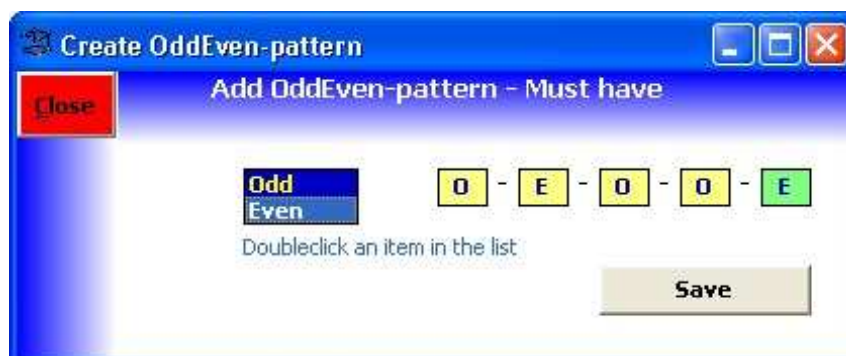 Create OddEven-pattern
Close
Add OddEven-pattern - Must have
Odd
Even
O - E - O - O - E
Doubleclick an item in the list
Save